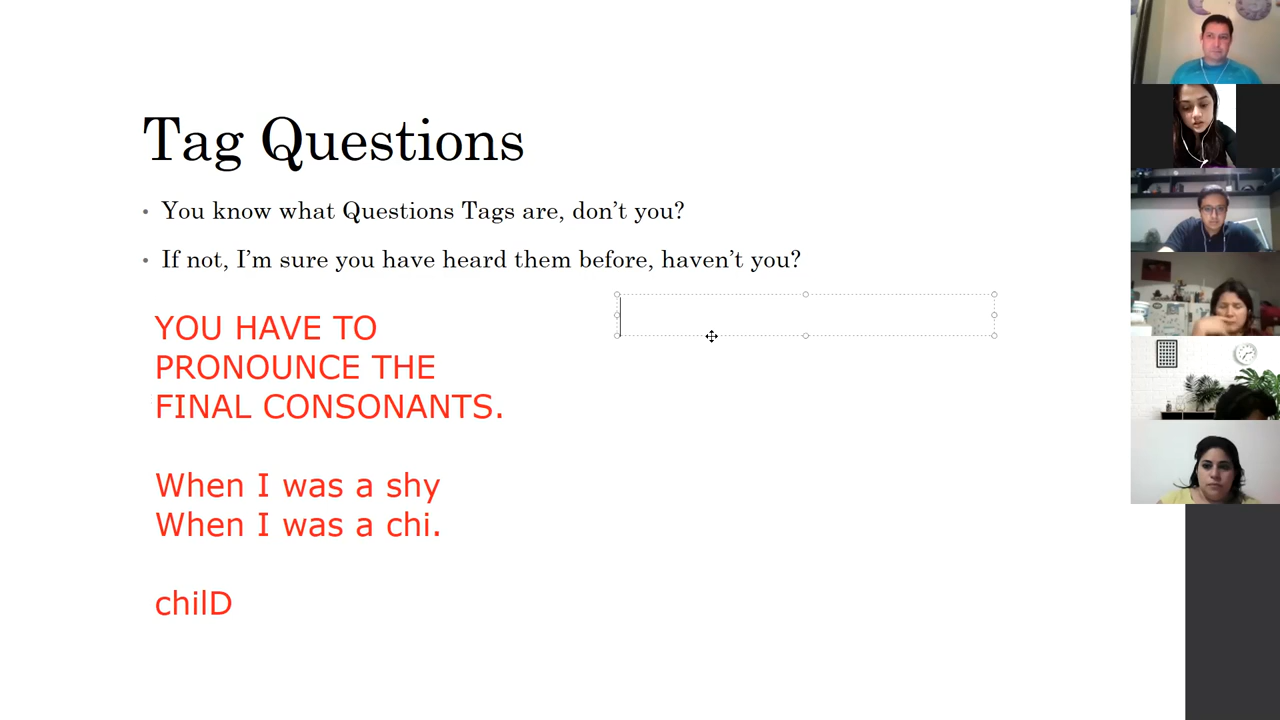 Tag Questions
• You know what Questions Tags are, don’t you?
• If not, I’m sure you have heard them before, haven’t you?
YOU HAVE TO
PRONOUNCE THE
FINAL CONSONANTS.
When I was a shy
When I was a chi.
chilD